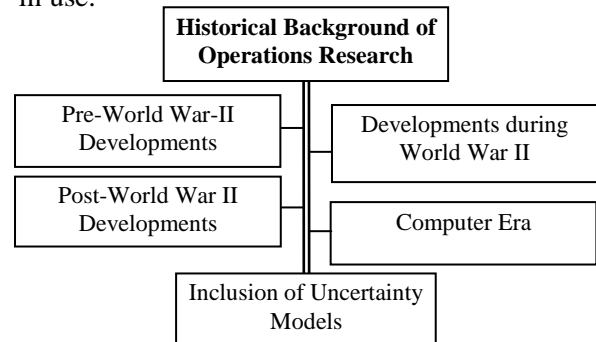 in use.
Historical Background of
Operations Research
Pre-World War-II
Developments
Developments during
World War II
Post-World War II
Developments
Computer Era
Inclusion of Uncertainty
Models